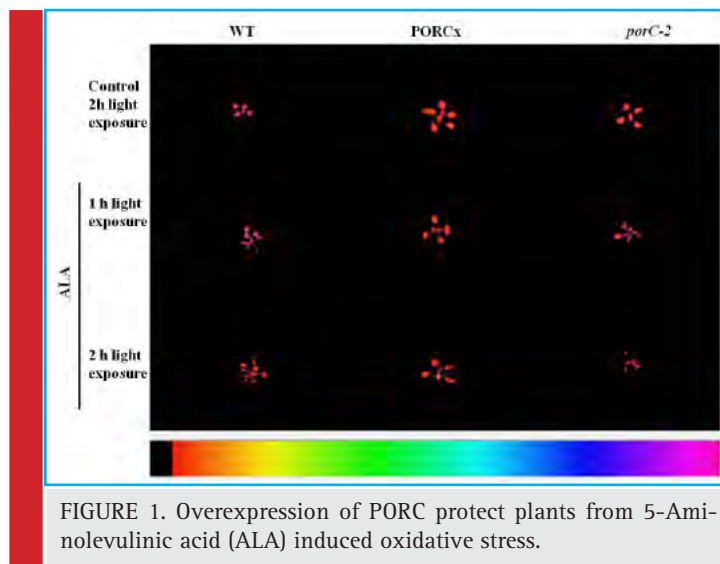 WT PORCx porC-2
Control
2h light
exposure
1 h light
exposure
ALA
2 h light
exposure
FIGURE 1. Overexpression of PORC protect plants from 5-Ami-
nolevulinic acid (ALA) induced oxidative stress.